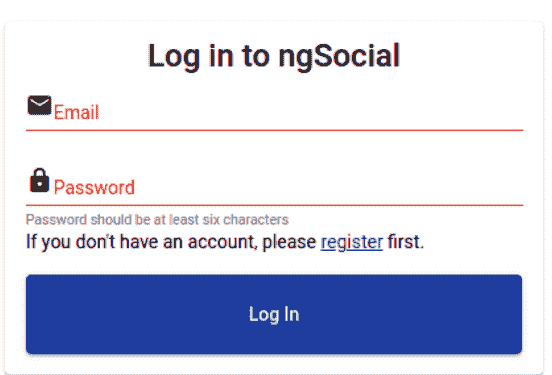 Log in to ngSocial
Email
Password
Password should be at least six characters
If you don't have an account, please register first.
Log In